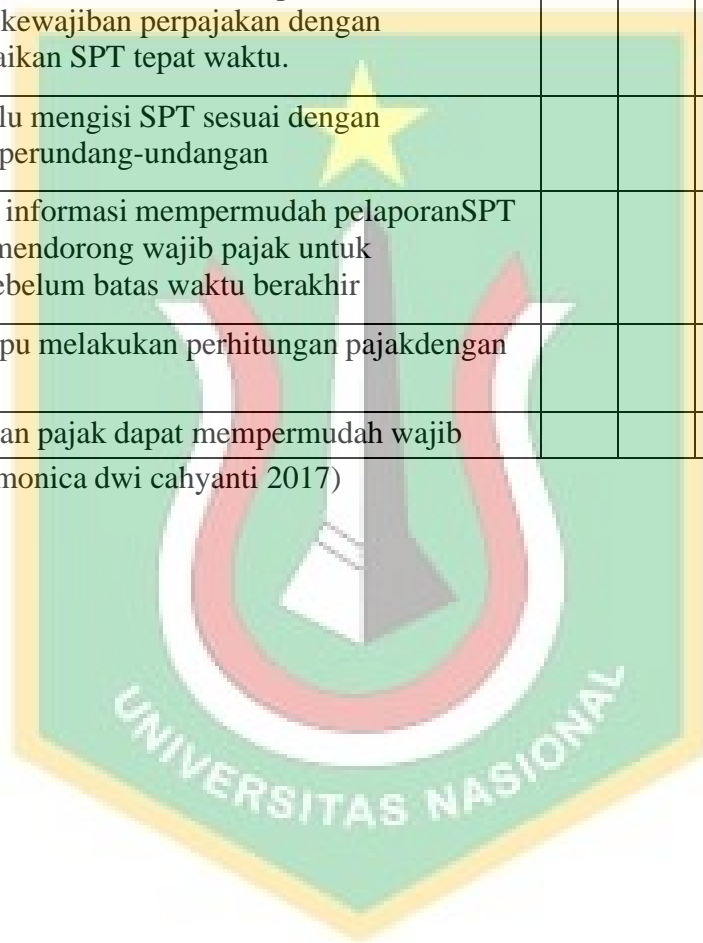 kewajiban perpajakan dengan
aikan SPT tepat waktu.
lu mengisi SPT sesuai dengan
perundang-undangan
informasi mempermudah pelaporanSPT
mendorong wajib pajak untuk
ebelum batas waktu berakhir
pu melakukan perhitungan pajakdengan
an pajak dapat mempermudah wajib
monica dwi cahyanti 2017)
UNIVERSITAS NASIONAL